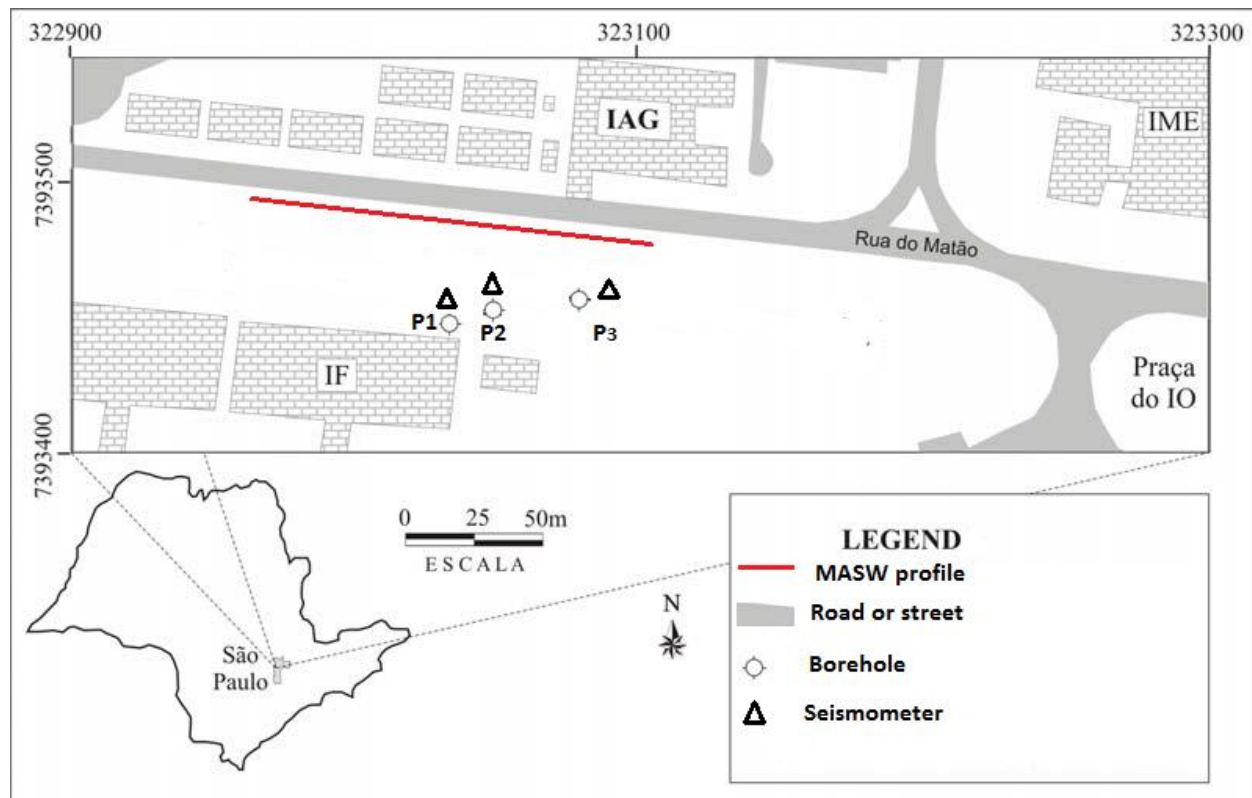 322900 323100 323300
7393500
7393400
IAG
IME
Rua do Matão
P1 P2 P3
IF
Praça
do IO
0 25 50m
ESCALA
N
São
Paulo
LEGEND
MASW profile
Road or street
Borehole
Seismometer